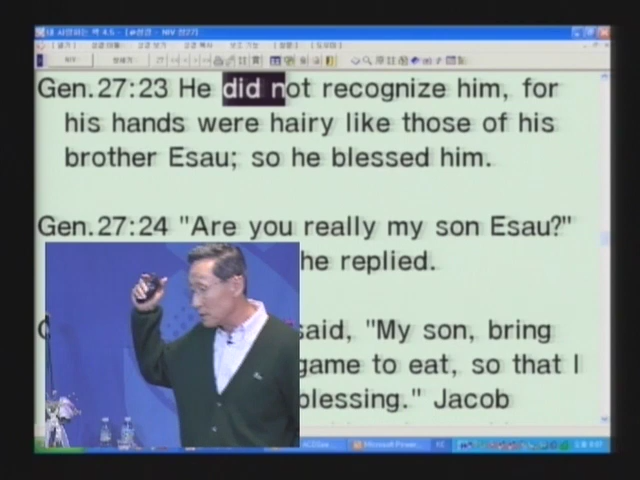 Gen.27:23 He did not recognize him, for
his hands were hairy like those of his
brother Esau; so he blessed him.
Gen.27:24 "Are you really my son Esau?"
he replied.
said, "My son, bring
game to eat, so that I
blessing." Jacob